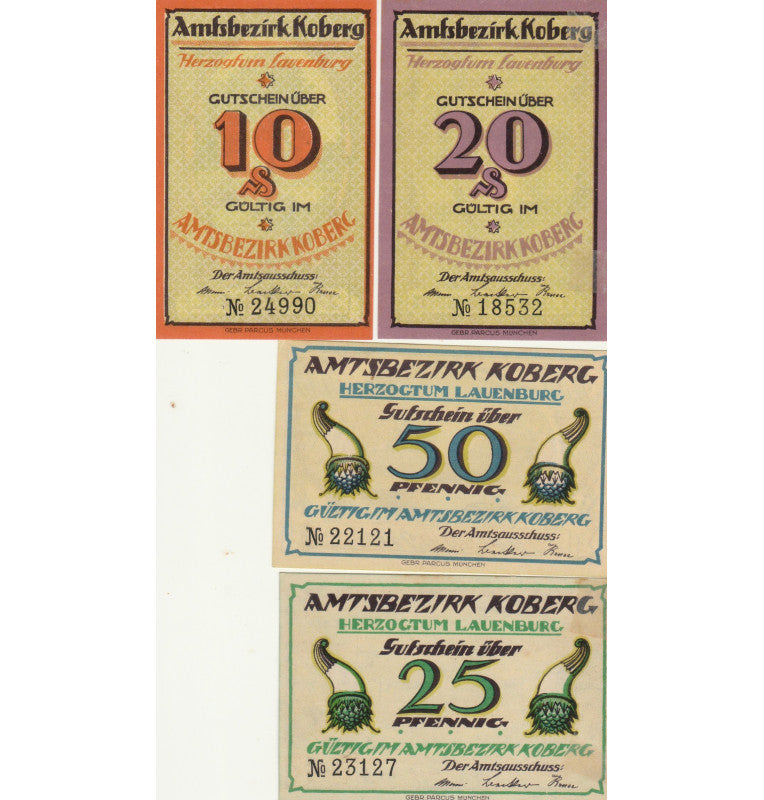 Amtsbezirk Koberg
Herzogtum Lauenburg
GUTSCHEIN ÜBER
10
₰
GÜLTIG IM
AMTSBEZIRK KOBERG
Der Amtsausschuss:
№ 24990
GEBR. PARCUS MÜNCHEN
Amtsbezirk Koberg
Herzogtum Lauenburg
GUTSCHEIN ÜBER
20
₰
GÜLTIG IM
AMTSBEZIRK KOBERG
Der Amtsausschuss:
№ 18532
GEBR. PARCUS MÜNCHEN
AMTSBEZIRK KOBERG
HERZOGTUM LAUENBURG
Gutschein über
50
PFENNIG
GÜLTIG IM AMTSBEZIRK KOBERG
Der Amtsausschuss:
№ 22121
GEBR. PARCUS MÜNCHEN
AMTSBEZIRK KOBERG
HERZOGTUM LAUENBURG
Gutschein über
25
PFENNIG
GÜLTIG IM AMTSBEZIRK KOBERG
Der Amtsausschuss:
№ 23127
GEBR. PARCUS MÜNCHEN